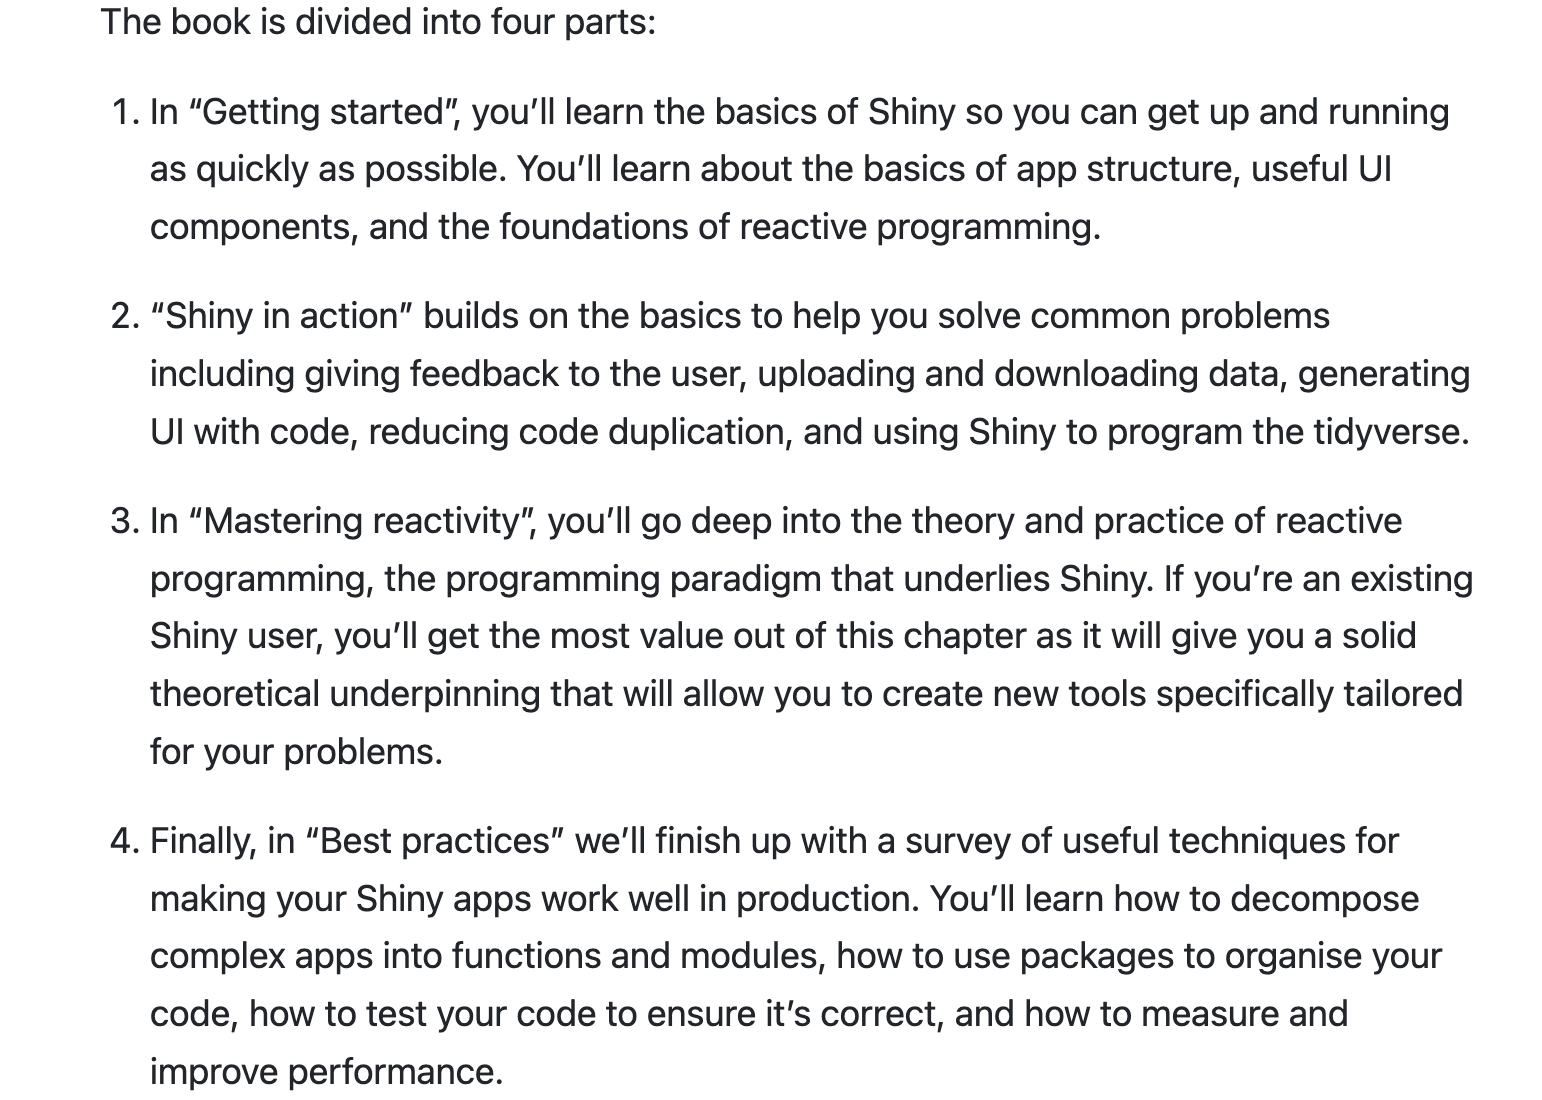 The book is divided into four parts:
1. In “Getting started”, you’ll learn the basics of Shiny so you can get up and running
as quickly as possible. You’ll learn about the basics of app structure, useful UI
components, and the foundations of reactive programming.
2. “Shiny in action” builds on the basics to help you solve common problems
including giving feedback to the user, uploading and downloading data, generating
UI with code, reducing code duplication, and using Shiny to program the tidyverse.
3. In “Mastering reactivity”, you’ll go deep into the theory and practice of reactive
programming, the programming paradigm that underlies Shiny. If you’re an existing
Shiny user, you’ll get the most value out of this chapter as it will give you a solid
theoretical underpinning that will allow you to create new tools specifically tailored
for your problems.
4. Finally, in “Best practices” we’ll finish up with a survey of useful techniques for
making your Shiny apps work well in production. You’ll learn how to decompose
complex apps into functions and modules, how to use packages to organise your
code, how to test your code to ensure it’s correct, and how to measure and
improve performance.